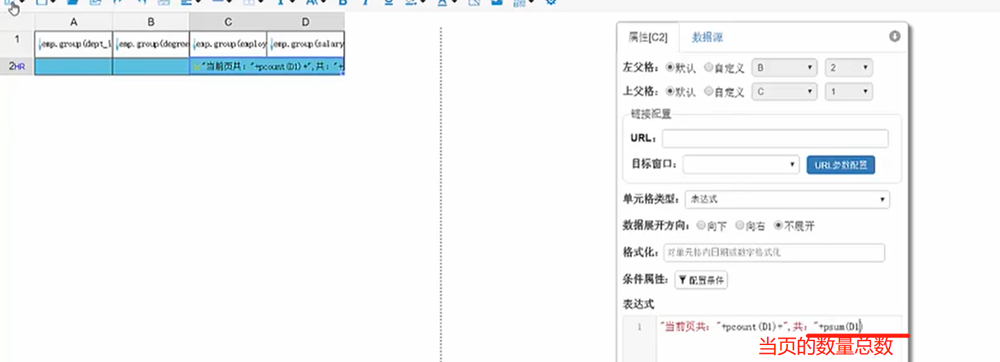 A B C D
1 emp.group(dept_i emp.group(degree emp.group(employ emp.group(salary
2HR "当前页共："+pcount(D1)+",共："+
属性[C2] 数据源
左父格： 默认 自定义 B 2
上父格： 默认 自定义 C 1
链接配置
URL：
目标窗口： URL参数配置
单元格类型： 表达式
数据展开方向： 向下 向右 不展开
格式化： 对单元格内日期或数字格式化
条件属性： 配置条件
表达式
1 "当前页共："+pcount(D1)+",共："+psum(D1)
当页的数量总数